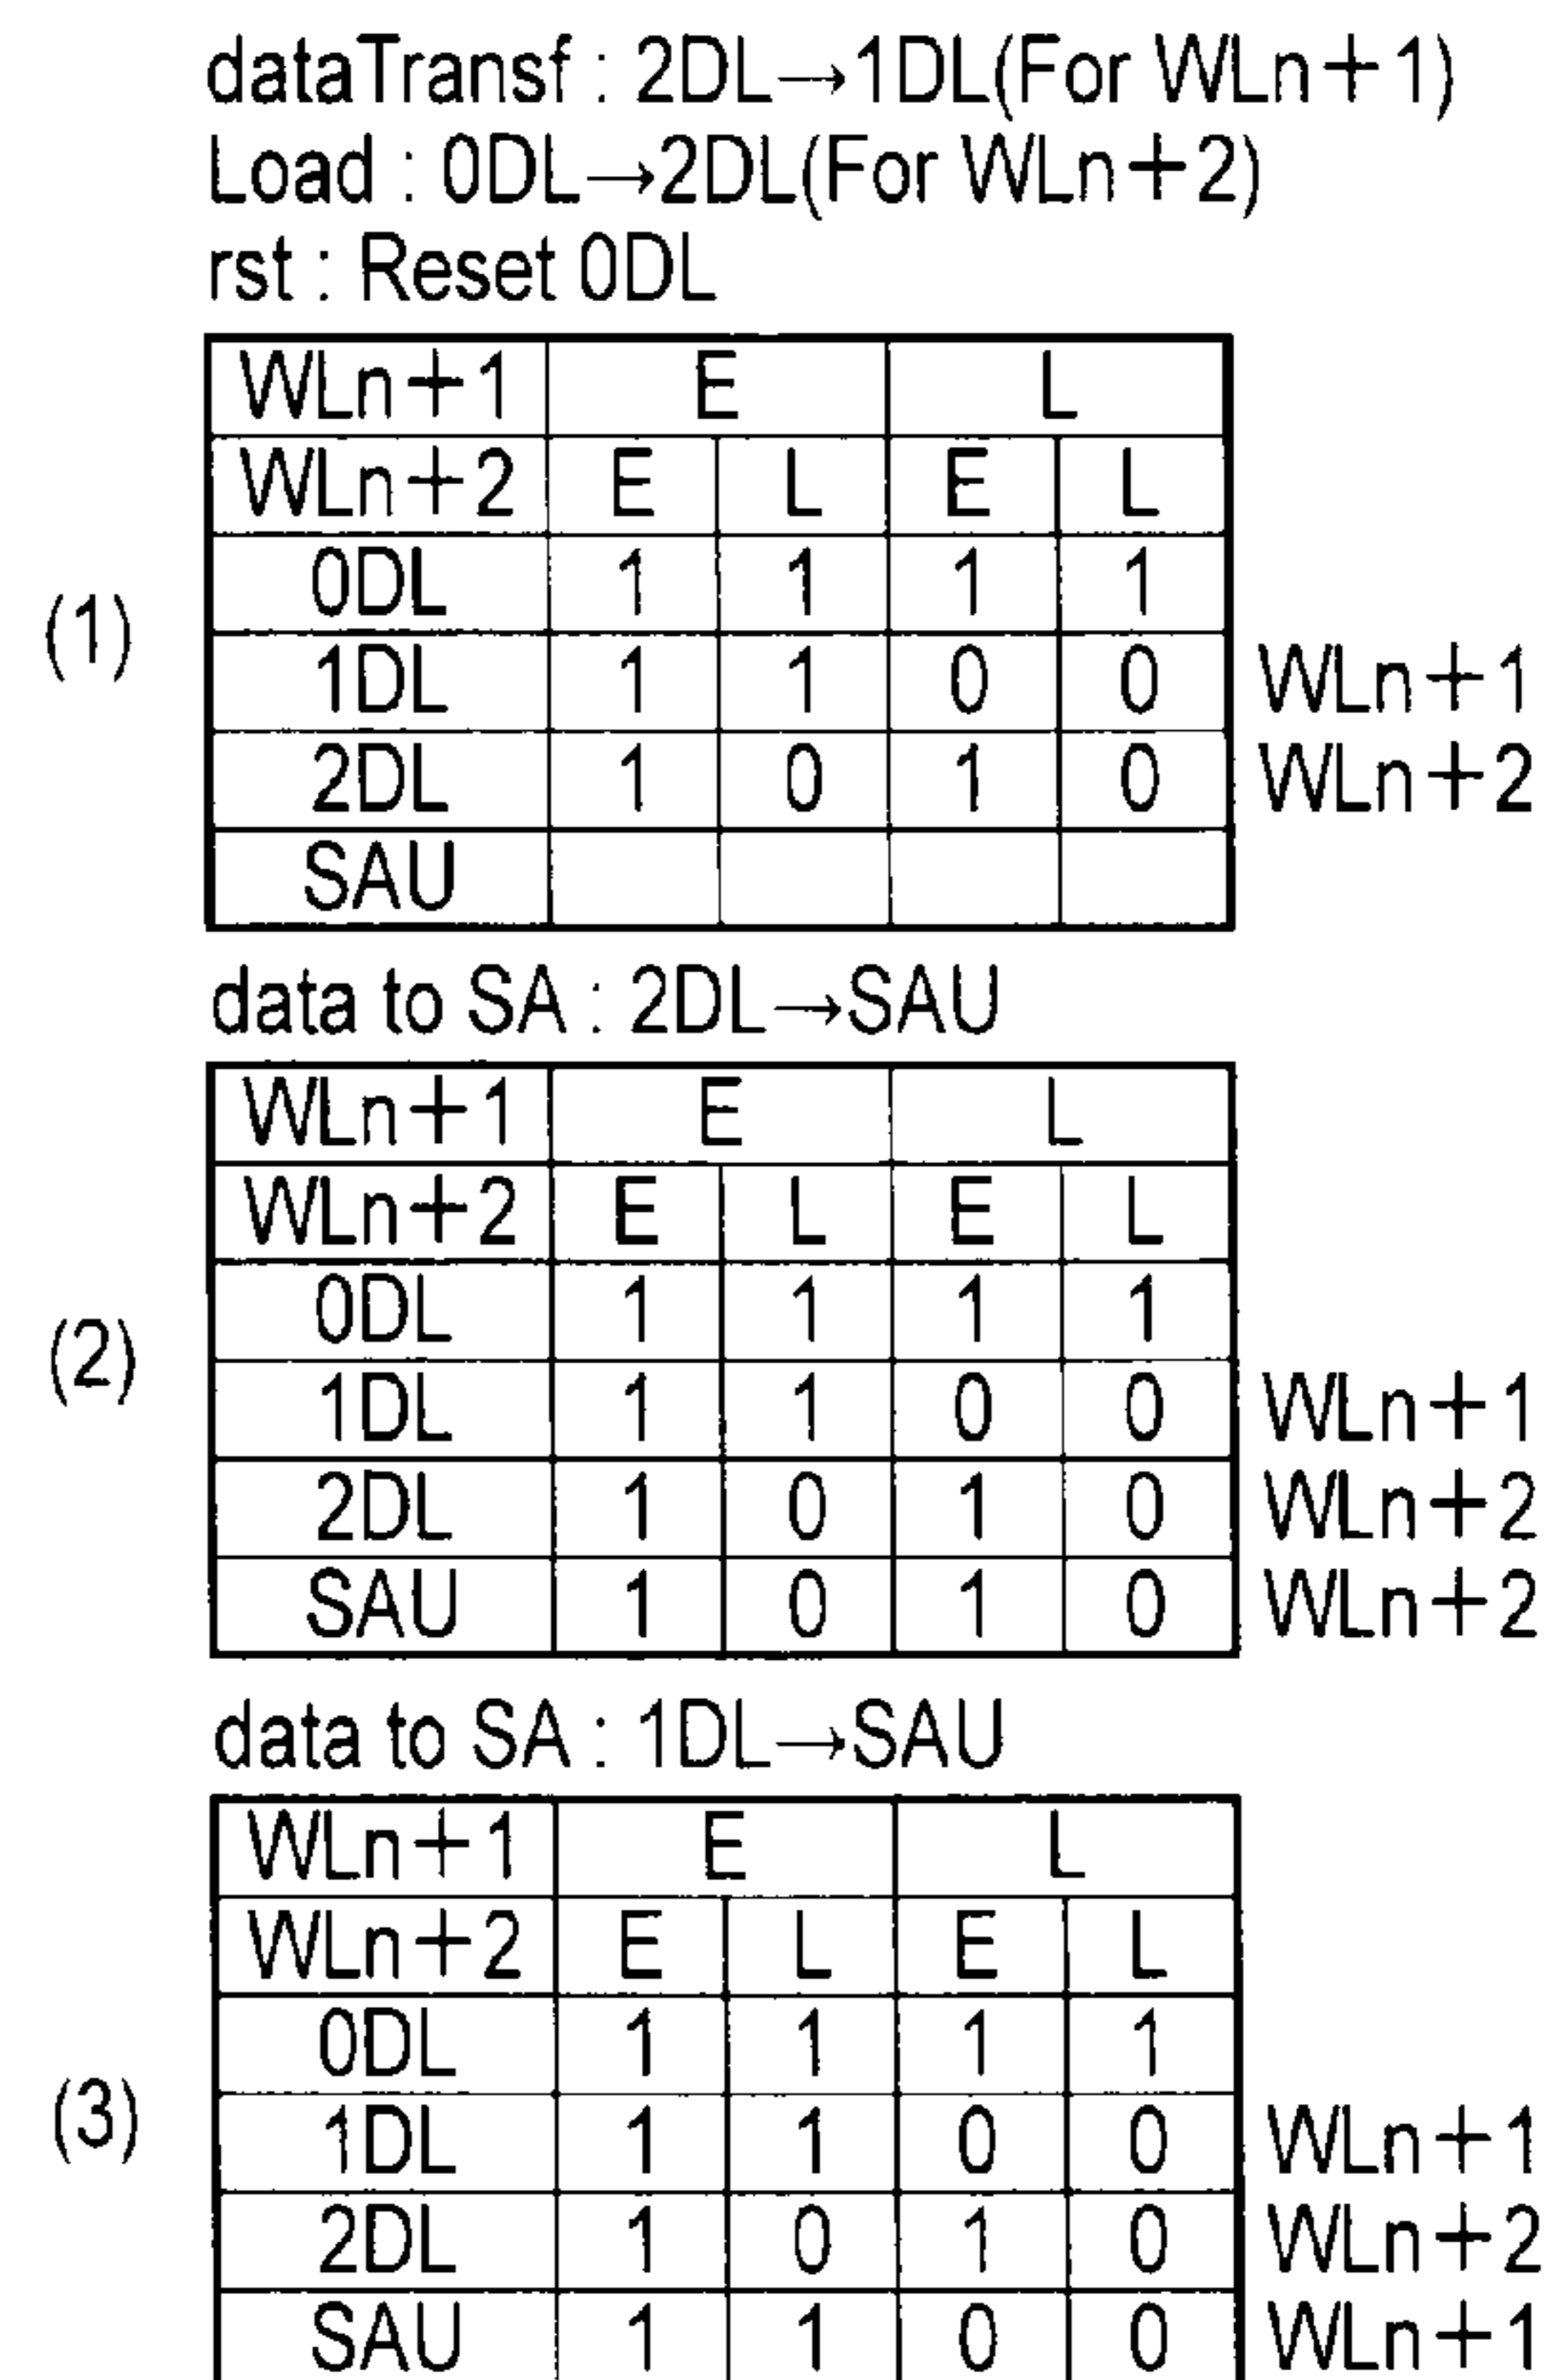 dataTransf : 2DL→1DL(For WLn+1)
Load : 0DL→2DL(For WLn+2)
rst : Reset 0DL
WLn+1 E L
WLn+2 E L E L
0DL 1 1 1 1
(1)
1DL 1 1 0 0 WLn+1
2DL 1 0 1 0 WLn+2
SAU
data to SA : 2DL→SAU
WLn+1 E L
WLn+2 E L E L
0DL 1 1 1 1
(2)
1DL 1 1 0 0 WLn+1
2DL 1 0 1 0 WLn+2
SAU 1 0 1 0 WLn+2
data to SA : 1DL→SAU
WLn+1 E L
WLn+2 E L E L
0DL 1 1 1 1
(3)
1DL 1 1 0 0 WLn+1
2DL 1 0 1 0 WLn+2
SAU 1 1 0 0 WLn+1